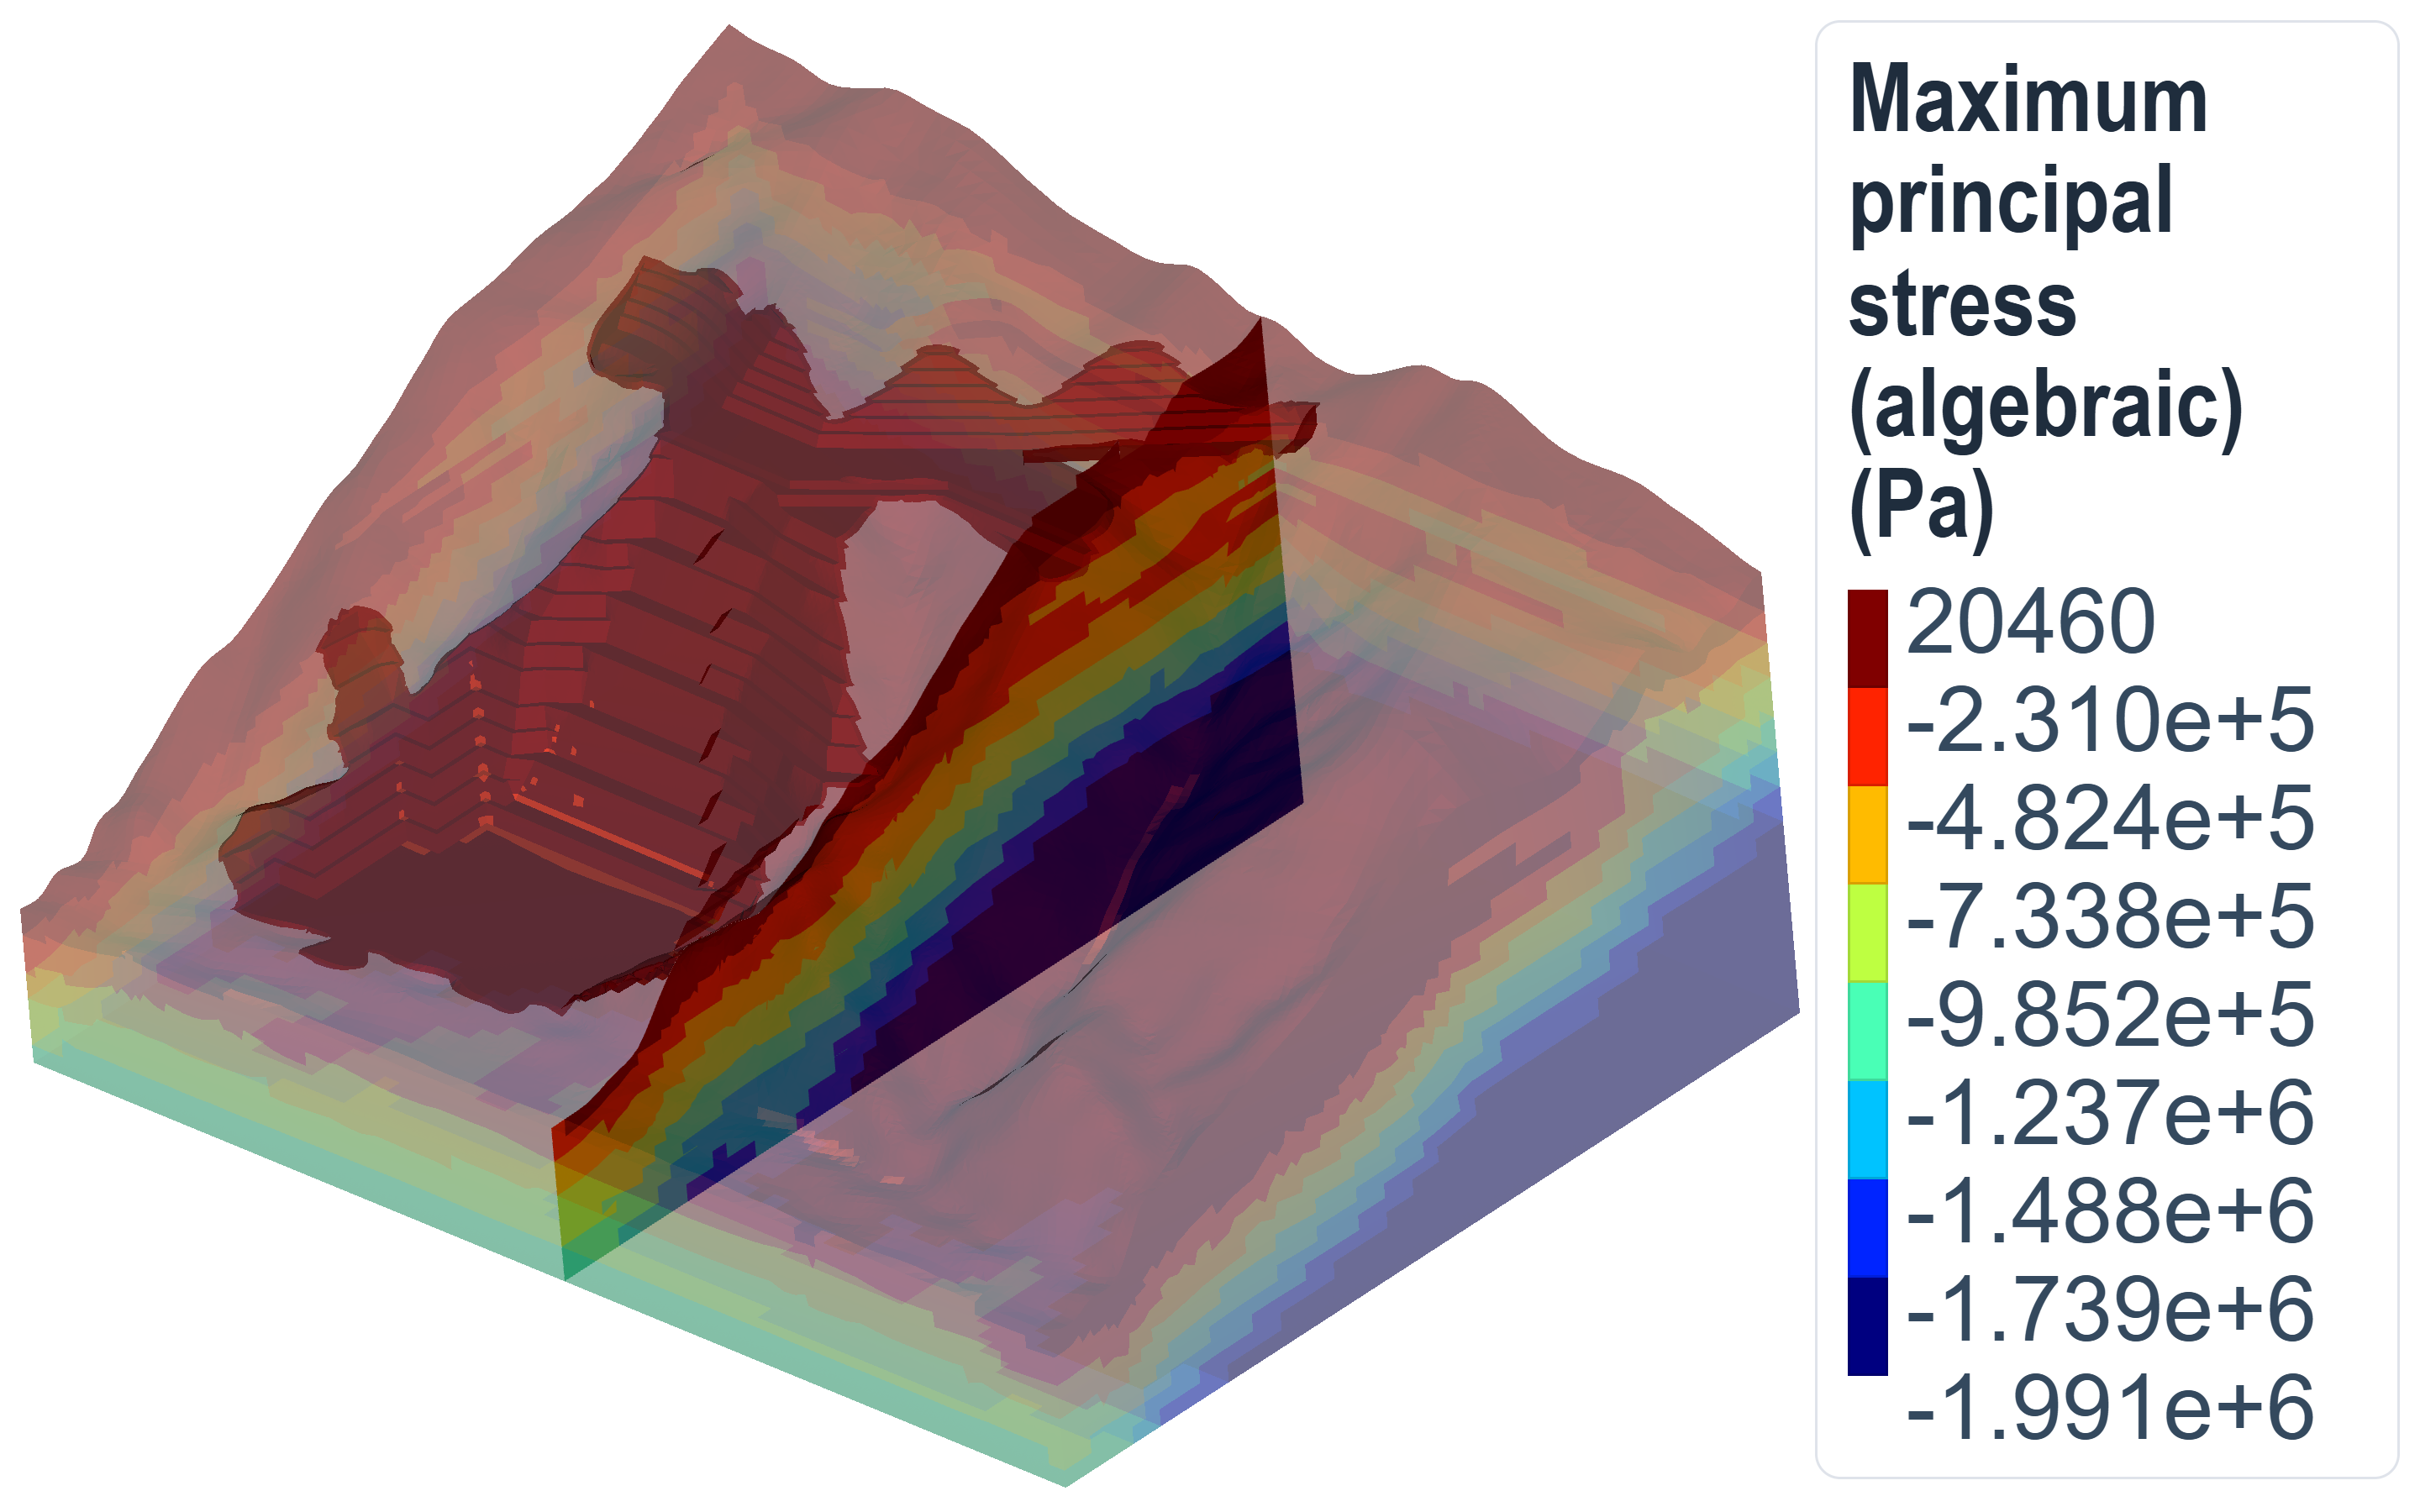 Maximum
principal
stress
(algebraic)
(Pa)
20460
-2.310e+5
-4.824e+5
-7.338e+5
-9.852e+5
-1.237e+6
-1.488e+6
-1.739e+6
-1.991e+6